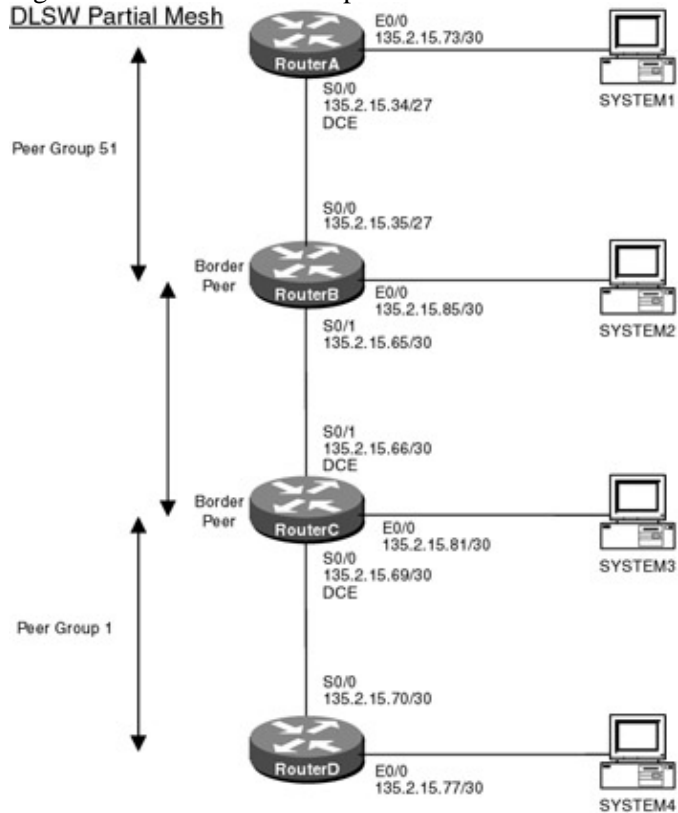 DLSW Partial Mesh
E0/0
135.2.15.73/30
RouterA
SYSTEM1
S0/0
135.2.15.34/27
DCE
Peer Group 51
S0/0
135.2.15.35/27
Border
Peer
RouterB
E0/0
135.2.15.85/30
SYSTEM2
S0/1
135.2.15.65/30
S0/1
135.2.15.66/30
DCE
Border
Peer
RouterC
E0/0
135.2.15.81/30
SYSTEM3
S0/0
135.2.15.69/30
DCE
Peer Group 1
S0/0
135.2.15.70/30
RouterD
E0/0
135.2.15.77/30
SYSTEM4